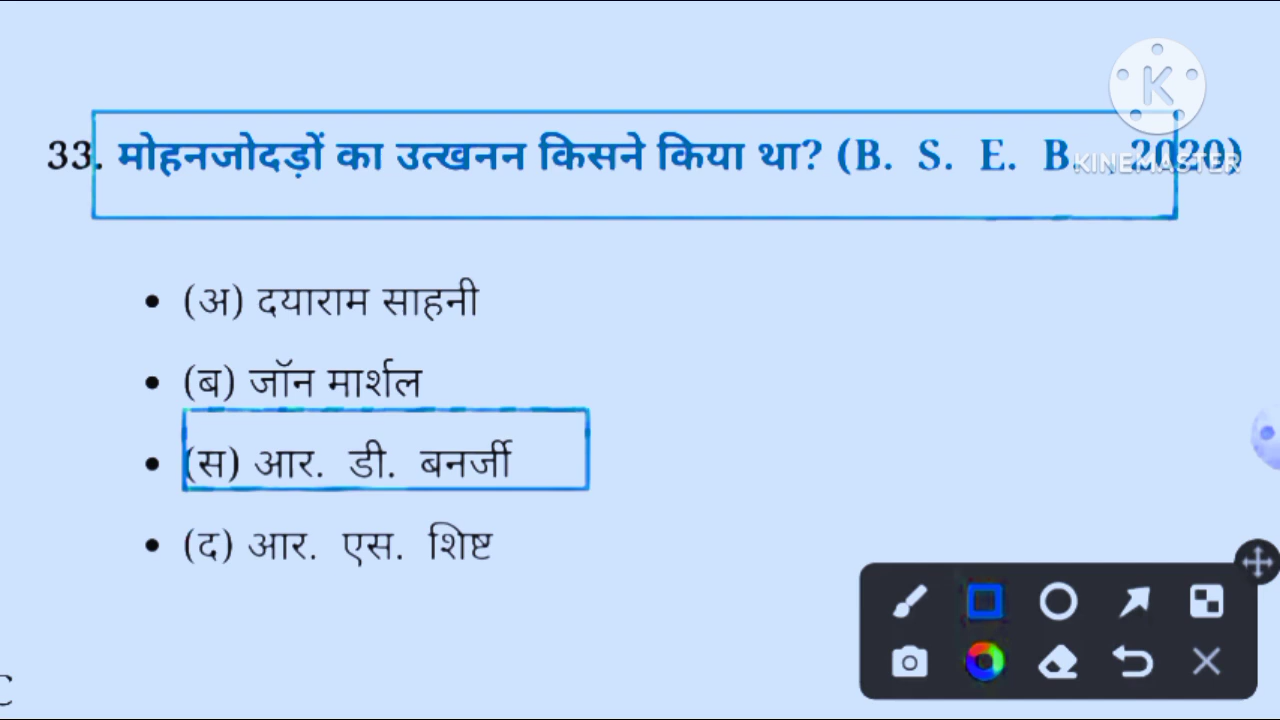 33. मोहनजोदड़ों का उत्खनन किसने किया था? (B. S. E. B. , 2020)
KINEMASTER
• (अ) दयाराम साहनी
• (ब) जॉन मार्शल
• (स) आर. डी. बनर्जी
• (द) आर. एस. शिष्ट